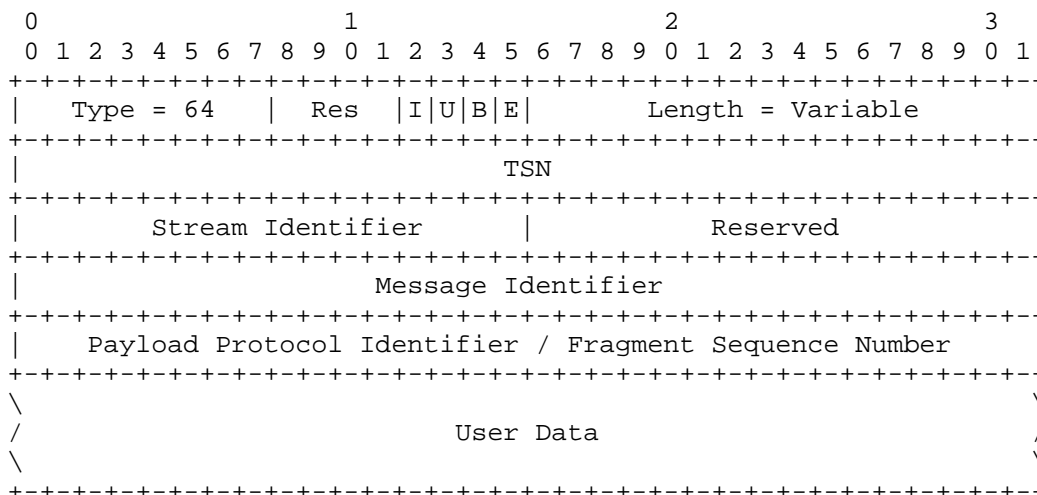 0                   1                   2                   3
 0 1 2 3 4 5 6 7 8 9 0 1 2 3 4 5 6 7 8 9 0 1 2 3 4 5 6 7 8 9 0 1
+-+-+-+-+-+-+-+-+-+-+-+-+-+-+-+-+-+-+-+-+-+-+-+-+-+-+-+-+-+-+-+--
|   Type = 64   |  Res  |I|U|B|E|       Length = Variable
+-+-+-+-+-+-+-+-+-+-+-+-+-+-+-+-+-+-+-+-+-+-+-+-+-+-+-+-+-+-+-+--
|                              TSN
+-+-+-+-+-+-+-+-+-+-+-+-+-+-+-+-+-+-+-+-+-+-+-+-+-+-+-+-+-+-+-+--
|        Stream Identifier      |           Reserved
+-+-+-+-+-+-+-+-+-+-+-+-+-+-+-+-+-+-+-+-+-+-+-+-+-+-+-+-+-+-+-+--
|                      Message Identifier
+-+-+-+-+-+-+-+-+-+-+-+-+-+-+-+-+-+-+-+-+-+-+-+-+-+-+-+-+-+-+-+--
|    Payload Protocol Identifier / Fragment Sequence Number
+-+-+-+-+-+-+-+-+-+-+-+-+-+-+-+-+-+-+-+-+-+-+-+-+-+-+-+-+-+-+-+--
\                                                               \
/                           User Data                           /
\                                                               \
+-+-+-+-+-+-+-+-+-+-+-+-+-+-+-+-+-+-+-+-+-+-+-+-+-+-+-+-+-+-+-+--